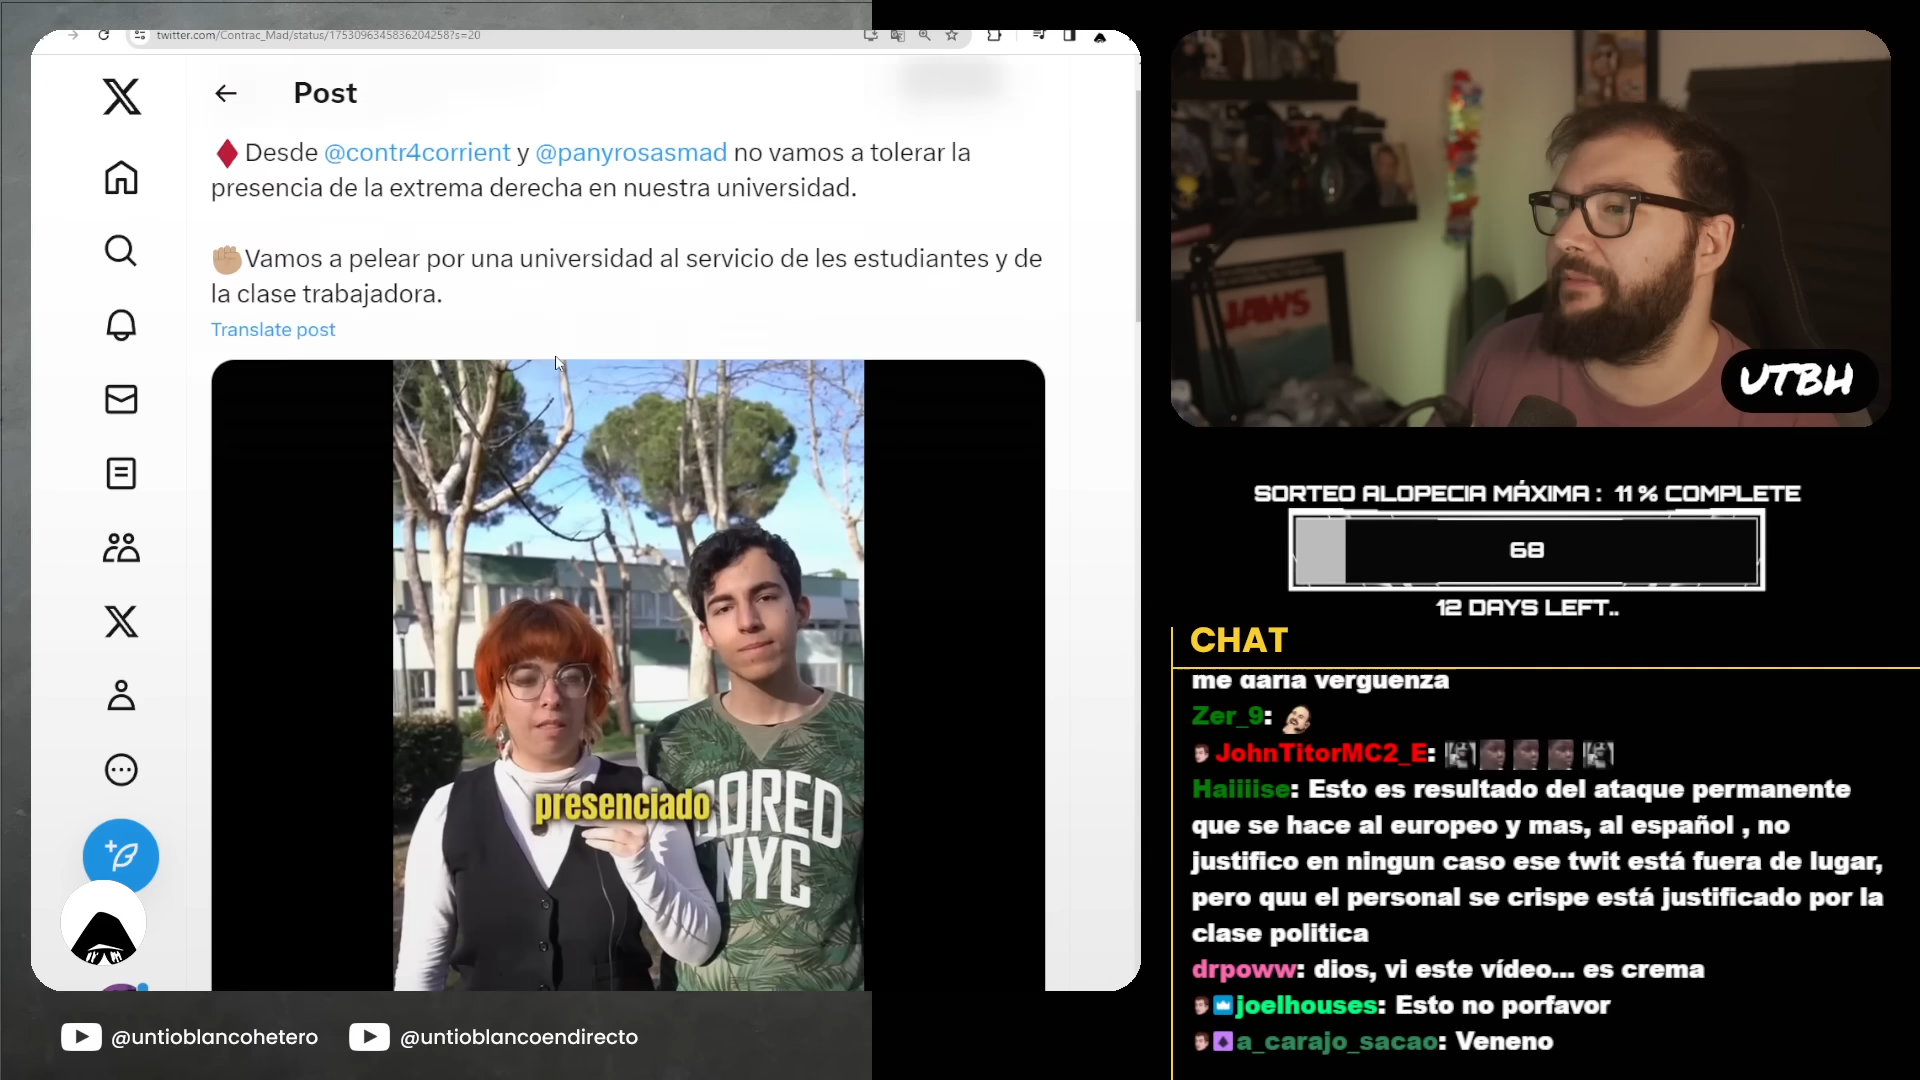 twitter.com/Contrac_Mad/status/1753096345836204258?s=20
Post
Desde @contr4corrient y @panyrosasmad no vamos a tolerar la
presencia de la extrema derecha en nuestra universidad.
Vamos a pelear por una universidad al servicio de les estudiantes y de
la clase trabajadora.
Translate post
presenciado
BORED
NYC
@untioblancohetero
@untioblancoendirecto
JAWS
UTBH
SORTEO ALOPECIA MÁXIMA : 11 % COMPLETE
68
12 DAYS LEFT..
CHAT
me daría verguenza
Zer_9:
JohnTitorMC2_E:
Haiiiise: Esto es resultado del ataque permanente
que se hace al europeo y mas, al español , no
justifico en ningun caso ese twit está fuera de lugar,
pero quu el personal se crispe está justificado por la
clase politica
drpoww: dios, vi este vídeo... es crema
joelhouses: Esto no porfavor
a_carajo_sacao: Veneno